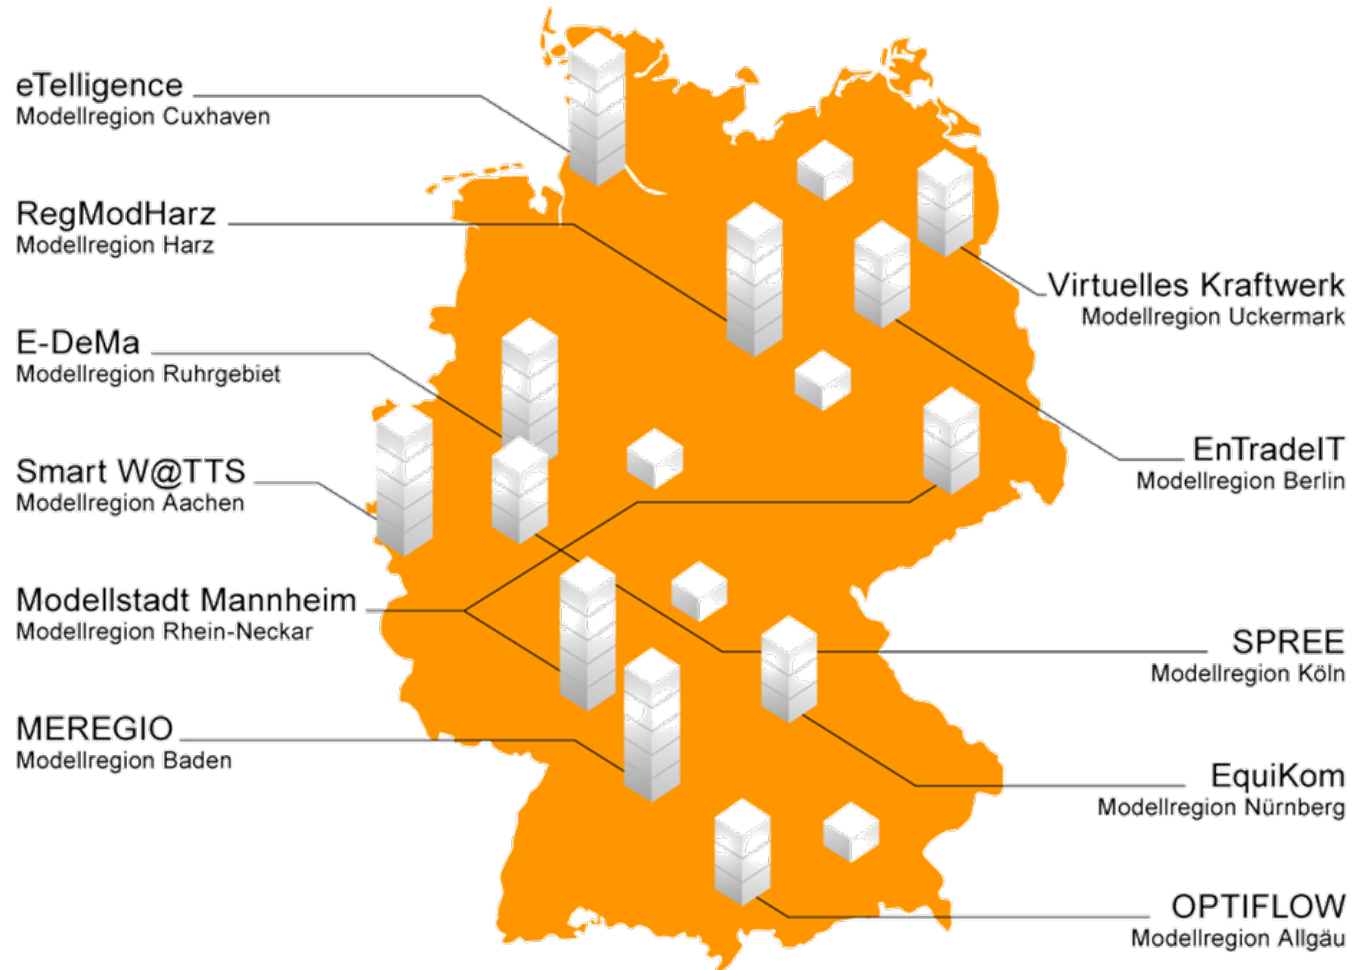 eTelligence
Modellregion Cuxhaven
RegModHarz
Modellregion Harz
E-DeMa
Modellregion Ruhrgebiet
Smart W@TTS
Modellregion Aachen
Modellstadt Mannheim
Modellregion Rhein-Neckar
MEREGIO
Modellregion Baden
Virtuelles Kraftwerk
Modellregion Uckermark
EnTradeIT
Modellregion Berlin
SPREE
Modellregion Köln
EquiKom
Modellregion Nürnberg
OPTIFLOW
Modellregion Allgäu